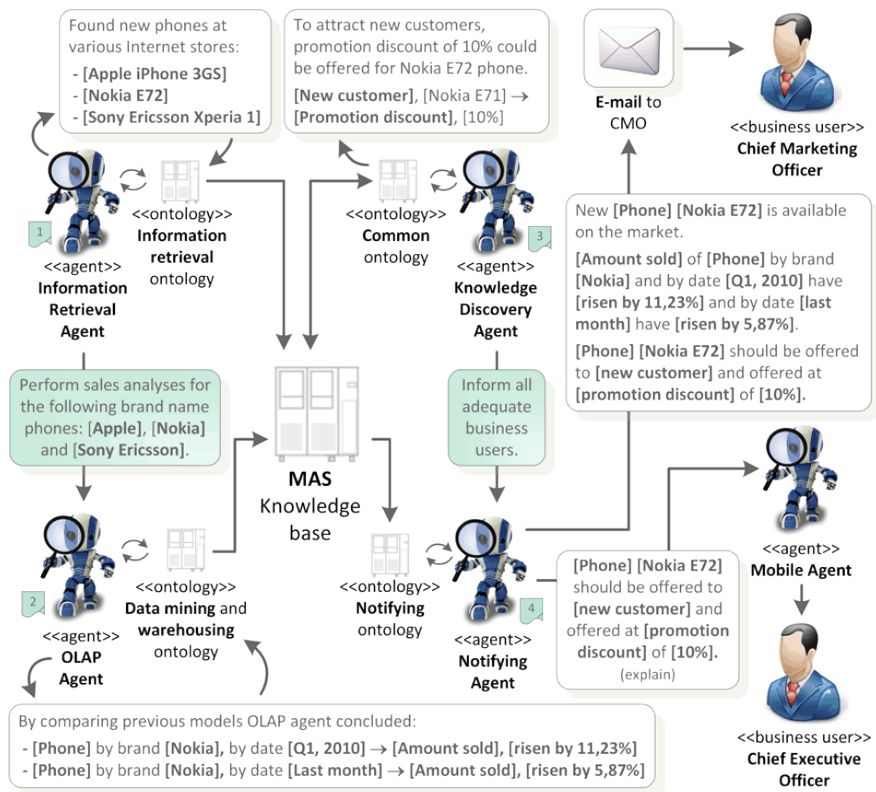 Found new phones at
various Internet stores:
- [Apple iPhone 3GS]
- [Nokia E72]
- [Sony Ericsson Xperia 1]
To attract new customers,
promotion discount of 10% could
be offered for Nokia E72 phone.
[New customer], [Nokia E71] →
[Promotion discount], [10%]
E-mail to
CMO
<<business user>>
Chief Marketing
Officer
1
<<agent>>
Information
Retrieval
Agent
<<ontology>>
Information
retrieval
ontology
<<ontology>>
Common
ontology
3
<<agent>>
Knowledge
Discovery
Agent
New [Phone] [Nokia E72] is available
on the market.
[Amount sold] of [Phone] by brand
[Nokia] and by date [Q1, 2010] have
[risen by 11,23%] and by date [last
month] have [risen by 5,87%].
[Phone] [Nokia E72] should be offered
to [new customer] and offered at
[promotion discount] of [10%].
Perform sales analyses for
the following brand name
phones: [Apple], [Nokia]
and [Sony Ericsson].
MAS
Knowledge
base
Inform all
adequate
business
users.
2
<<agent>>
OLAP
Agent
<<ontology>>
Data mining and
warehousing
ontology
<<ontology>>
Notifying
ontology
4
<<agent>>
Notifying
Agent
[Phone] [Nokia E72]
should be offered to
[new customer] and
offered at [promotion
discount] of [10%].
(explain)
<<agent>>
Mobile Agent
<<business user>>
Chief Executive
Officer
By comparing previous models OLAP agent concluded:
- [Phone] by brand [Nokia], by date [Q1, 2010] → [Amount sold], [risen by 11,23%]
- [Phone] by brand [Nokia], by date [Last month] → [Amount sold], [risen by 5,87%]